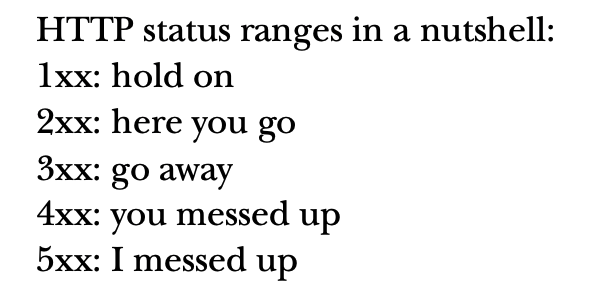 HTTP status ranges in a nutshell:
1xx: hold on
2xx: here you go
3xx: go away
4xx: you messed up
5xx: I messed up